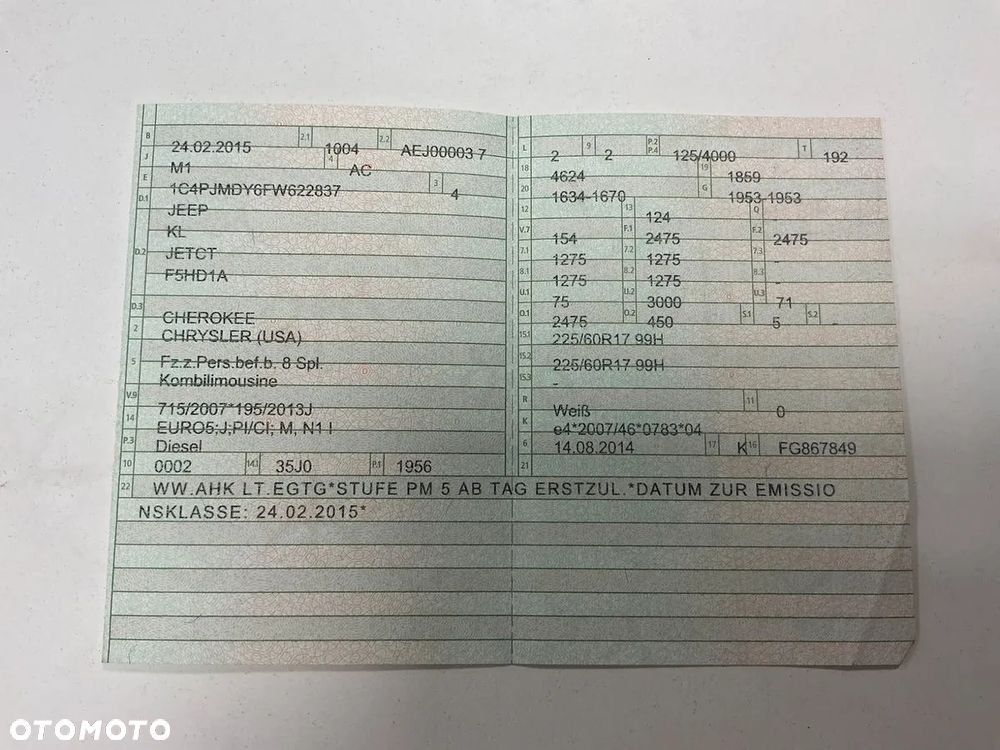 B 24.02.2015 2.1 1004 2.2 AEJ00003 7
J M1 4 AC
E 1C4PJMDY6FW622837 3 4
D.1 JEEP
KL
D.2 JETCT
F5HD1A
D.3 CHEROKEE
2 CHRYSLER (USA)
5 Fz.z.Pers.bef.b. 8 Spl.
Kombilimousine
V.9 715/2007*195/2013J
14 EURO5;J;PI/CI; M, N1 I
P.3 Diesel
10 0002 14.1 35J0 P.1 1956
L 2 9 2 P.2 P.4 125/4000 T 192
18 4624 19 1859
20 1634-1670 G 1953-1953
12 13 124 Q -
V.7 154 F.1 2475 F.2 2475
7.1 1275 7.2 1275 7.3 -
8.1 1275 8.2 1275 8.3 -
U.1 75 U.2 3000 U.3 71
O.1 2475 O.2 450 S.1 5 S.2 -
15.1 225/60R17 99H
15.2 225/60R17 99H
15.3 -
R Weiß 11 0
K e4*2007/46*0783*04
6 14.08.2014 17 K 16 FG867849
21
22 WW.AHK LT.EGTG*STUFE PM 5 AB TAG ERSTZUL.*DATUM ZUR EMISSIO
NSKLASSE: 24.02.2015*
OTOMOTO